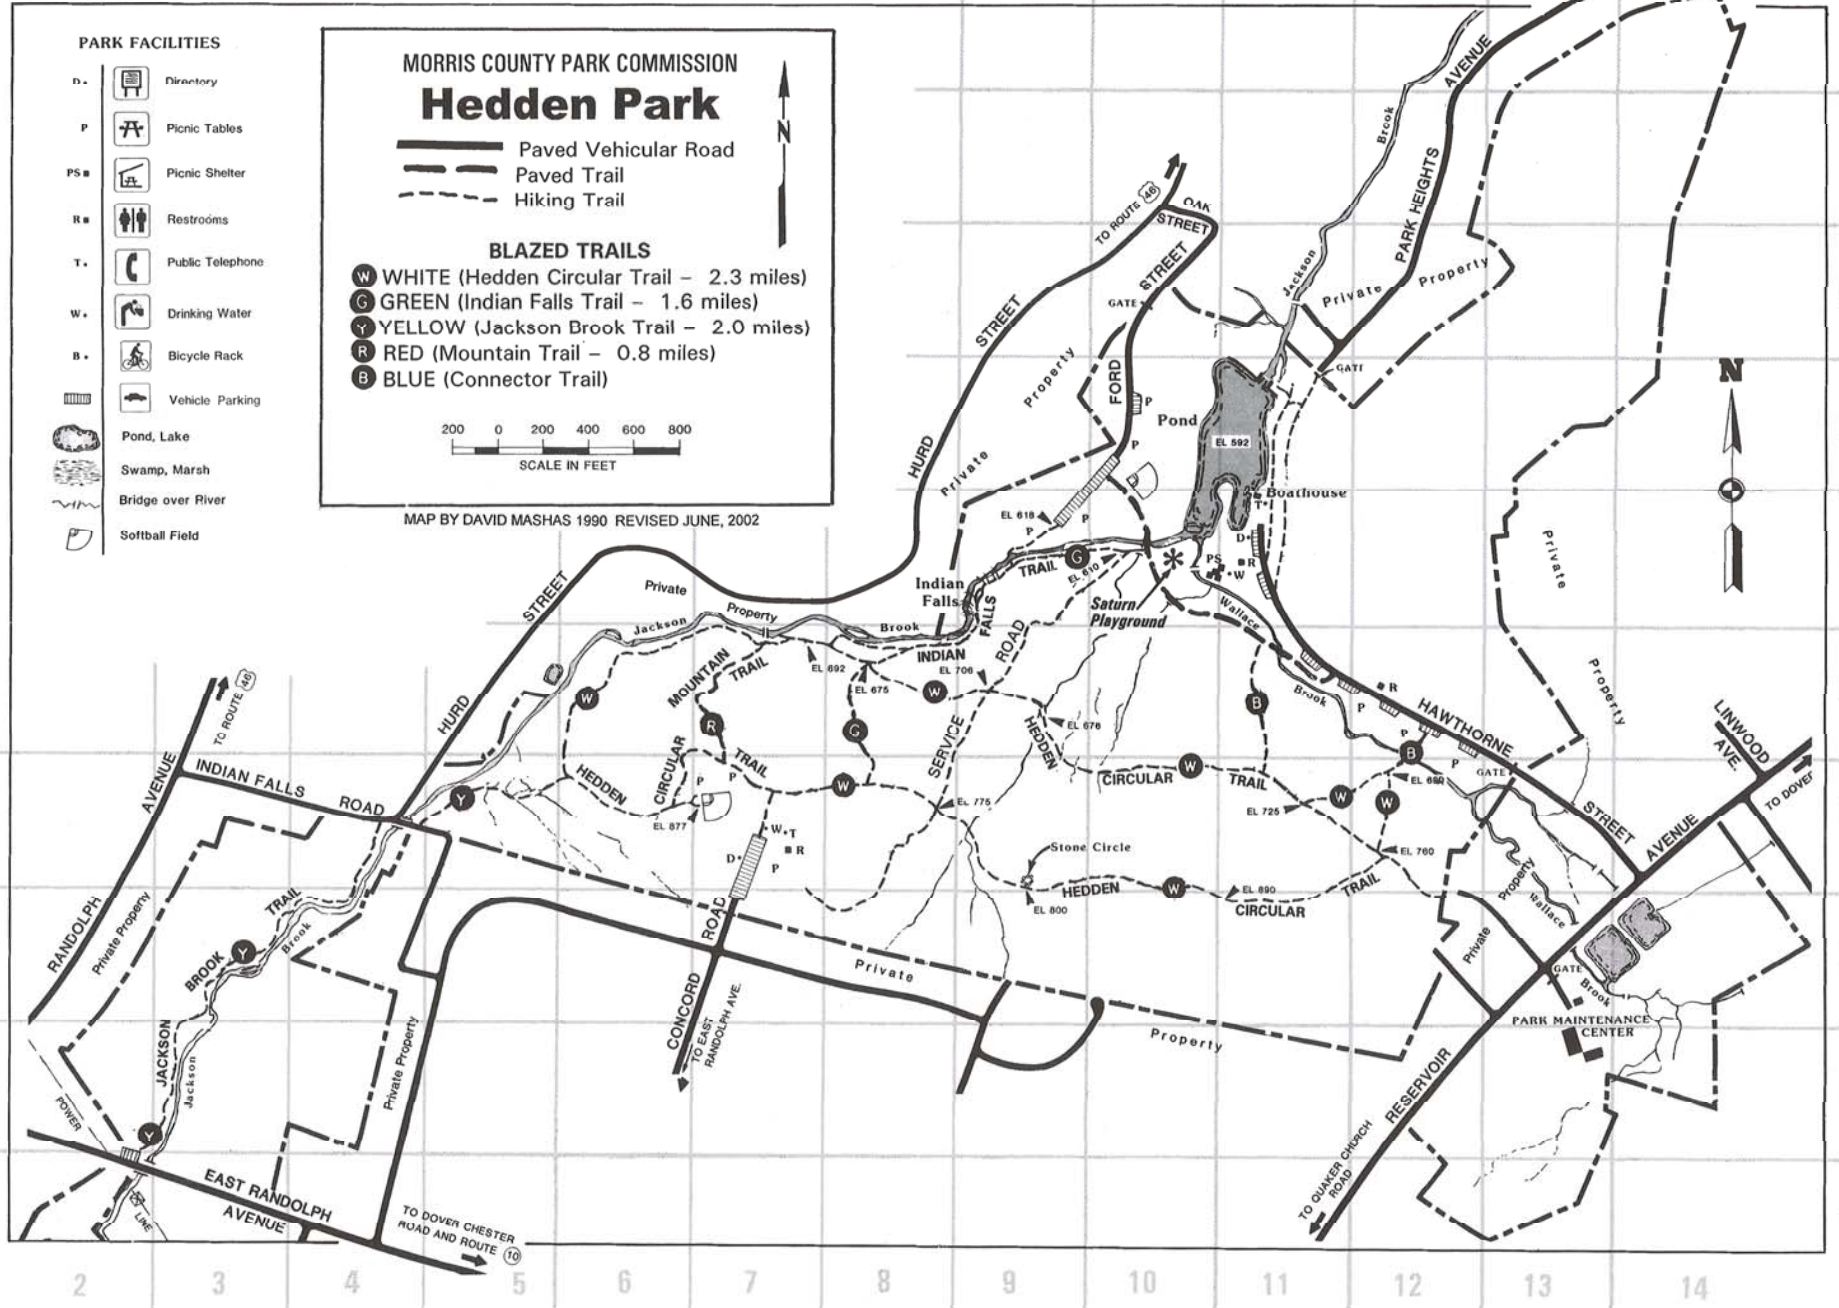 PARK FACILITIES
D Directory
P Picnic Tables
PS Picnic Shelter
R Restrooms
T Public Telephone
W Drinking Water
B Bicycle Rack
Vehicle Parking
Pond, Lake
Swamp, Marsh
Bridge over River
Softball Field
MORRIS COUNTY PARK COMMISSION
Hedden Park
N
Paved Vehicular Road
Paved Trail
Hiking Trail
BLAZED TRAILS
W WHITE (Hedden Circular Trail – 2.3 miles)
G GREEN (Indian Falls Trail – 1.6 miles)
Y YELLOW (Jackson Brook Trail – 2.0 miles)
R RED (Mountain Trail – 0.8 miles)
B BLUE (Connector Trail)
200 0 200 400 600 800
SCALE IN FEET
MAP BY DAVID MASHAS 1990 REVISED JUNE, 2002
AVENUE
PARK HEIGHTS
Brook
Jackson
Private Property
TO ROUTE 46
OAK
STREET
STREET
FORD
GATE
HURD
STREET
Private
Property
P
P
Pond
EL 592
GATE
N
Boathouse
T
EL 618
P
P
D
R
PS
W
Saturn
Playground
Wallace
Brook
G
TRAIL
EL 610
Indian
Falls
FALLS
INDIAN
Brook
Jackson
Private
Property
HURD
STREET
EL 692
EL 675
EL 706
MOUNTAIN
TRAIL
W
R
G
W
SERVICE
ROAD
HEDDEN
EL 676
CIRCULAR
W
TRAIL
B
R
P
HAWTHORNE
STREET
P
P
B
EL 680
GATE
W
W
EL 725
EL 760
Private
Property
LINWOOD
AVE.
TO DOVER
AVENUE
RESERVOIR
TO ROUTE 46
AVENUE
RANDOLPH
INDIAN FALLS
ROAD
Y
HEDDEN
CIRCULAR
TRAIL
P
P
EL 877
W
EL 775
W T
R
D
P
Stone Circle
EL 800
HEDDEN
W
EL 890
CIRCULAR
TRAIL
Property
Private
Wallace
Brook
GATE
PARK MAINTENANCE
CENTER
Private Property
TRAIL
Brook
BROOK
Y
JACKSON
Jackson
Private Property
ROAD
CONCORD
TO EAST
RANDOLPH AVE.
Private
Property
POWER
LINE
Y
EAST RANDOLPH
AVENUE
TO DOVER CHESTER
ROAD AND ROUTE 10
TO QUAKER CHURCH
ROAD
2 3 4 5 6 7 8 9 10 11 12 13 14